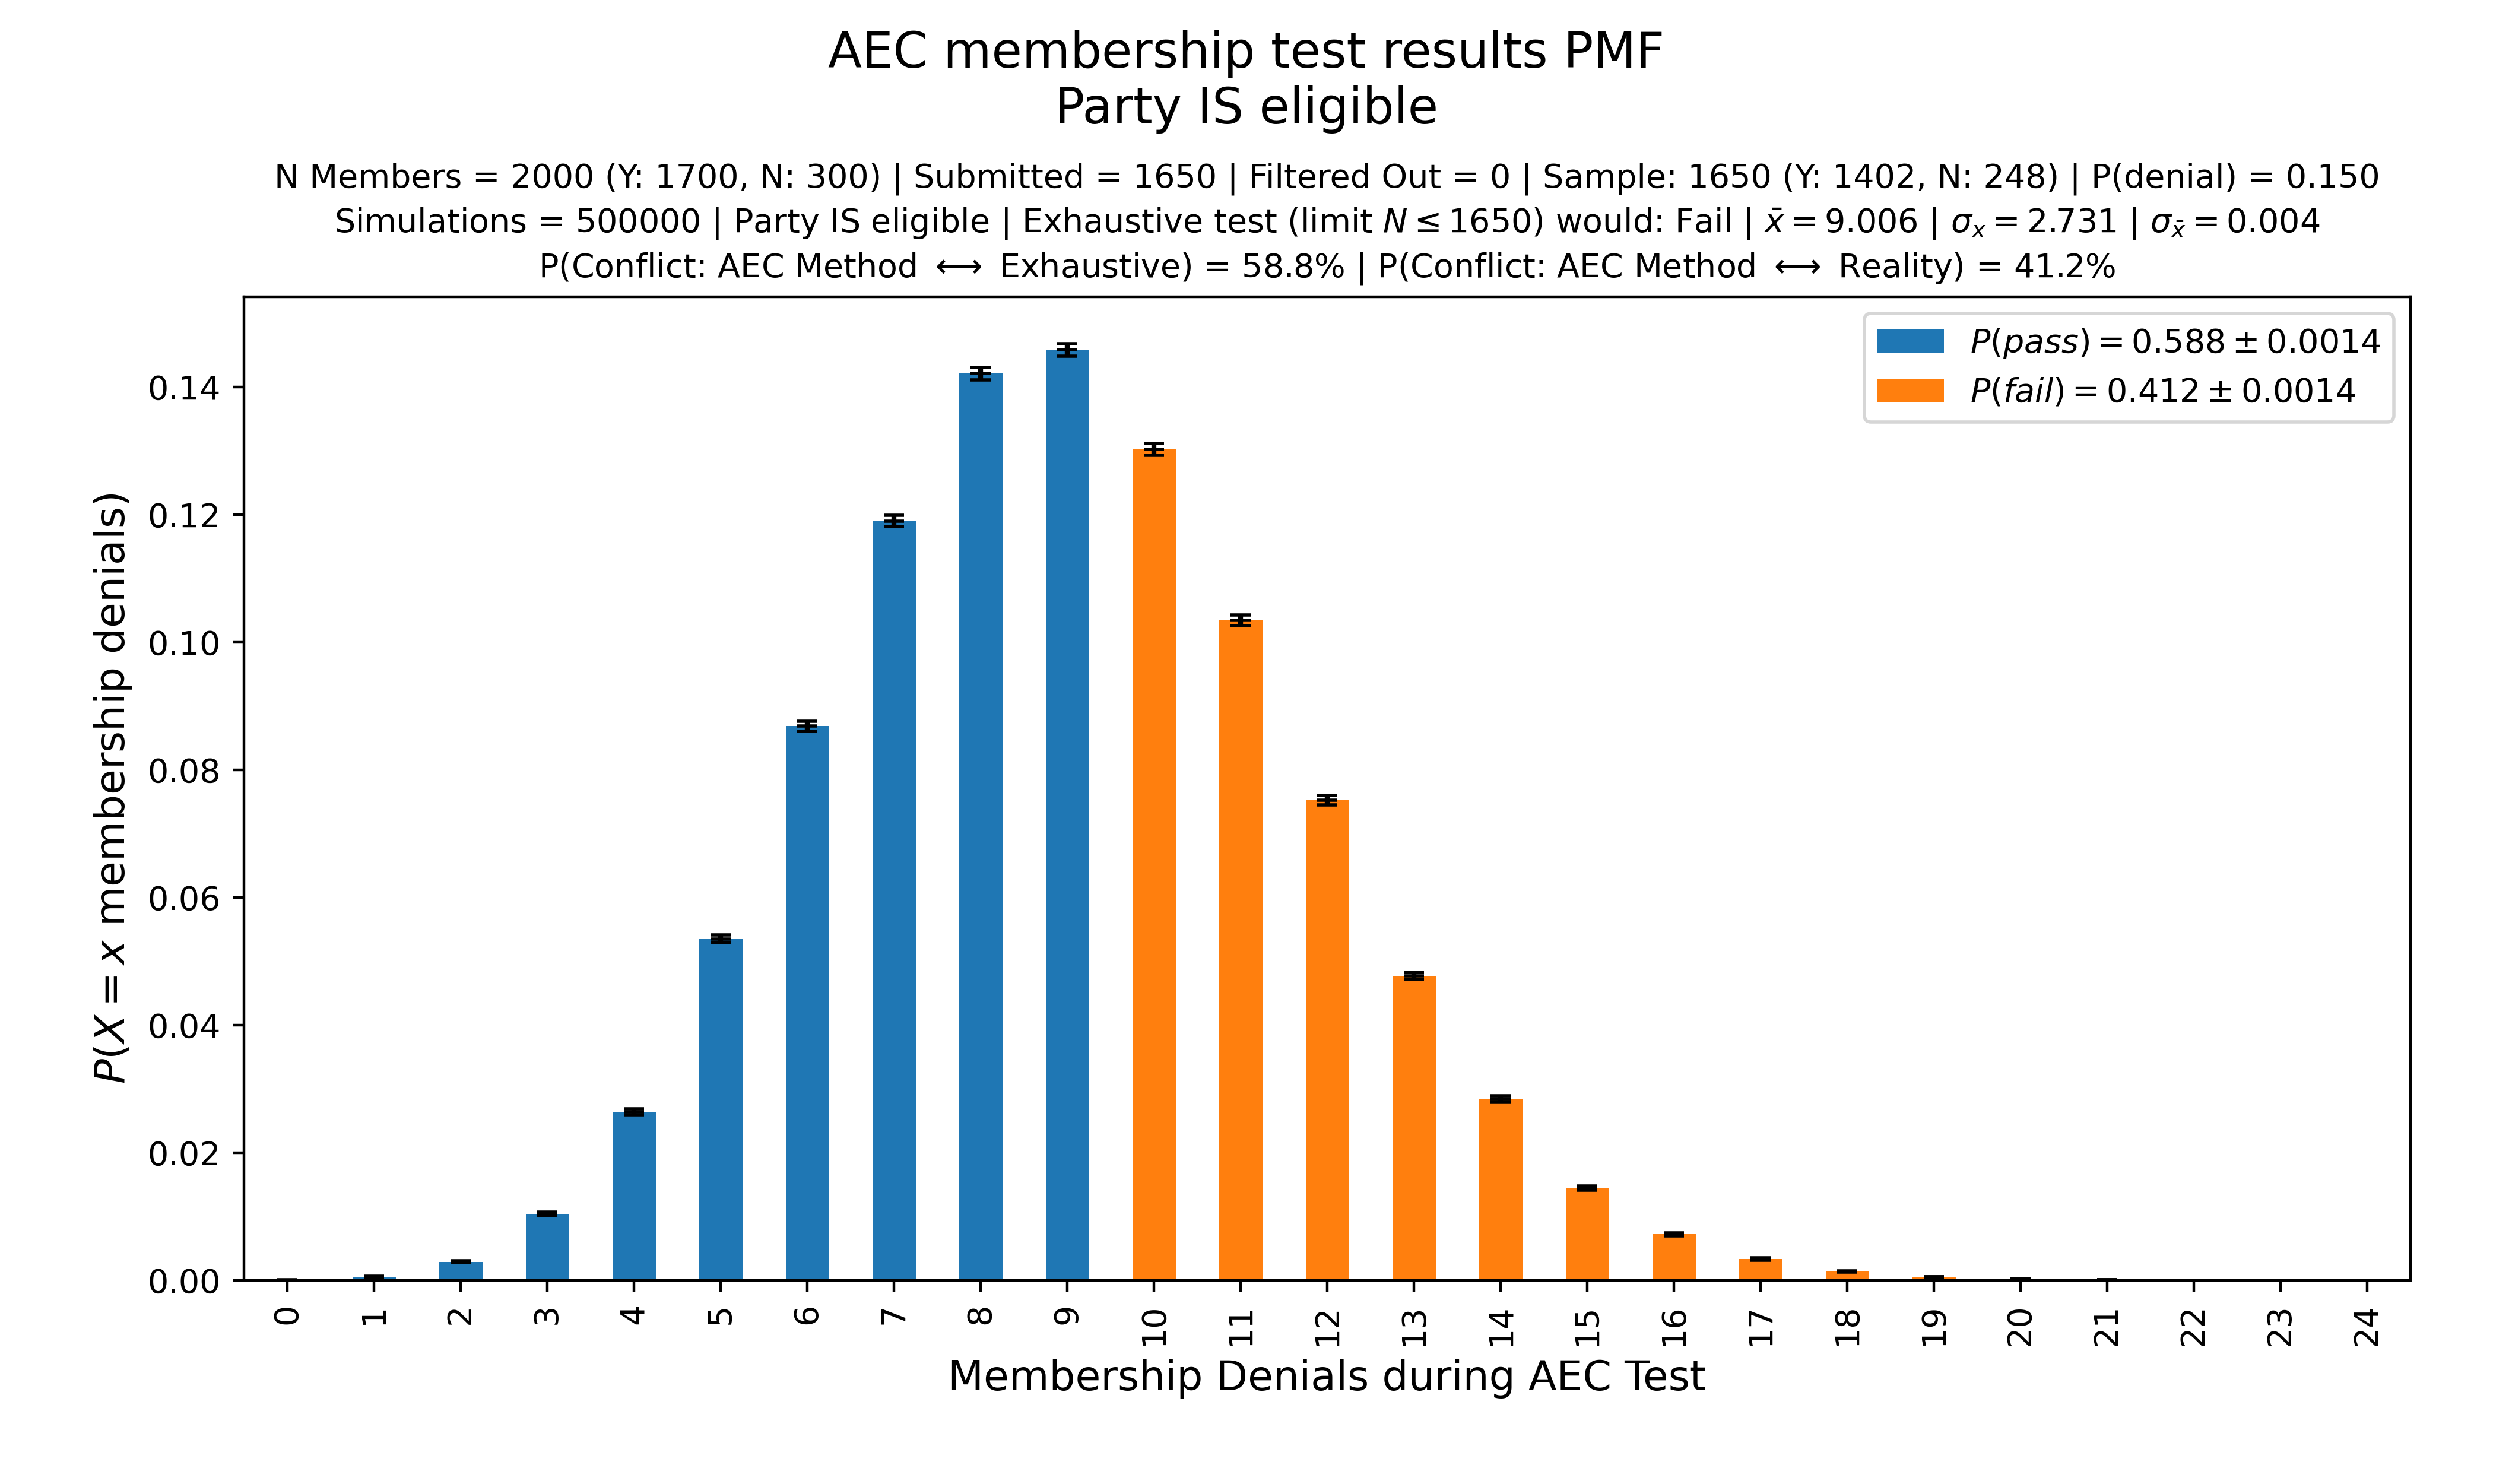 AEC membership test results PMF
Party IS eligible
N Members = 2000 (Y: 1700, N: 300) | Submitted = 1650 | Filtered Out = 0 | Sample: 1650 (Y: 1402, N: 248) | P(denial) = 0.150
Simulations = 500000 | Party IS eligible | Exhaustive test (limit N ≤ 1650) would: Fail | x̄ = 9.006 | σₓ = 2.731 | σ_x̄ = 0.004
P(Conflict: AEC Method ⟷ Exhaustive) = 58.8% | P(Conflict: AEC Method ⟷ Reality) = 41.2%
P(pass) = 0.588 ± 0.0014
P(fail) = 0.412 ± 0.0014
P(X = x membership denials)
0.14
0.12
0.10
0.08
0.06
0.04
0.02
0.00
0 1 2 3 4 5 6 7 8 9 10 11 12 13 14 15 16 17 18 19 20 21 22 23 24
Membership Denials during AEC Test